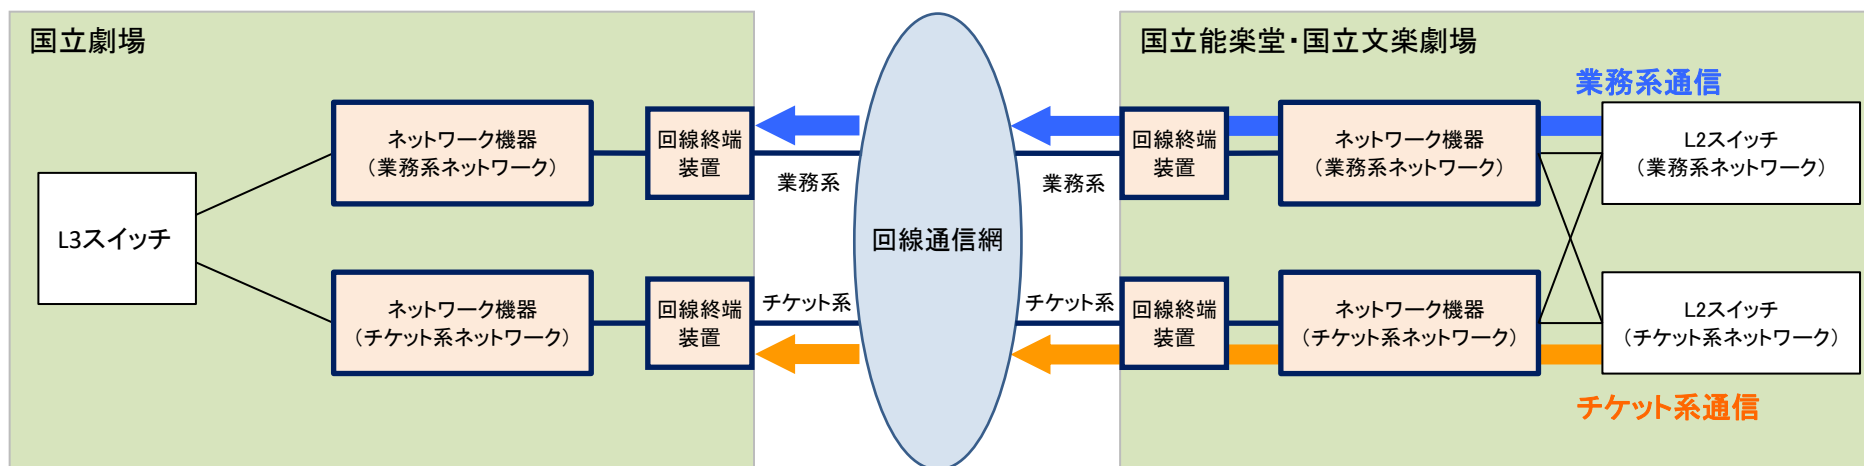 国立劇場
国立能楽堂・国立文楽劇場
業務系通信
ネットワーク機器
（業務系ネットワーク）
回線終端
装置
回線終端
装置
ネットワーク機器
（業務系ネットワーク）
L2スイッチ
（業務系ネットワーク）
業務系
業務系
L3スイッチ
回線通信網
チケット系
チケット系
ネットワーク機器
（チケット系ネットワーク）
回線終端
装置
回線終端
装置
ネットワーク機器
（チケット系ネットワーク）
L2スイッチ
（チケット系ネットワーク）
チケット系通信